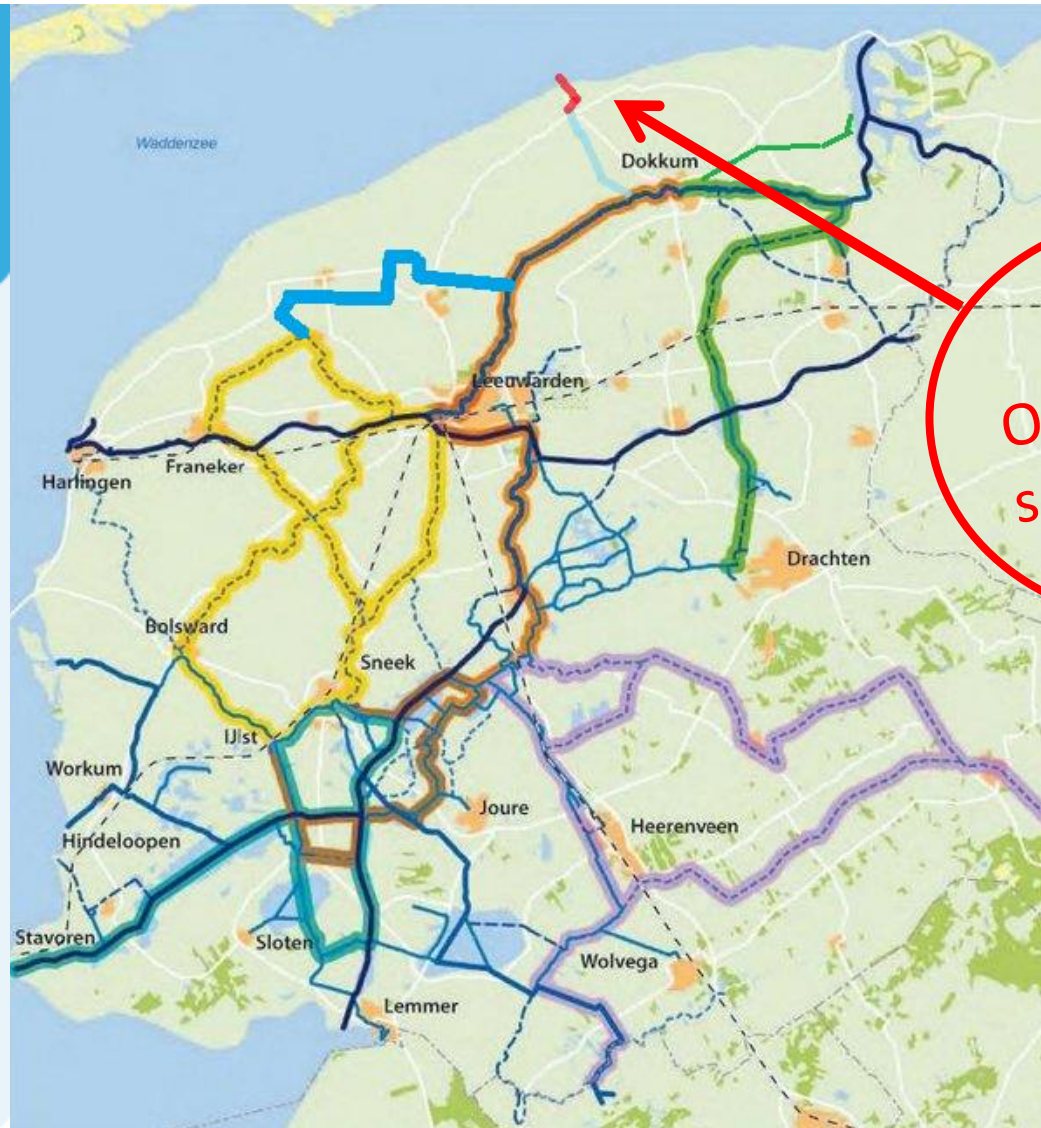 Waddenzee
Dokkum
Leeuwarden
Harlingen
Franeker
Drachten
Bolsward
Sneek
IJlst
Workum
Joure
Heerenveen
Hindeloopen
Stavoren
Sloten
Wolvega
Lemmer